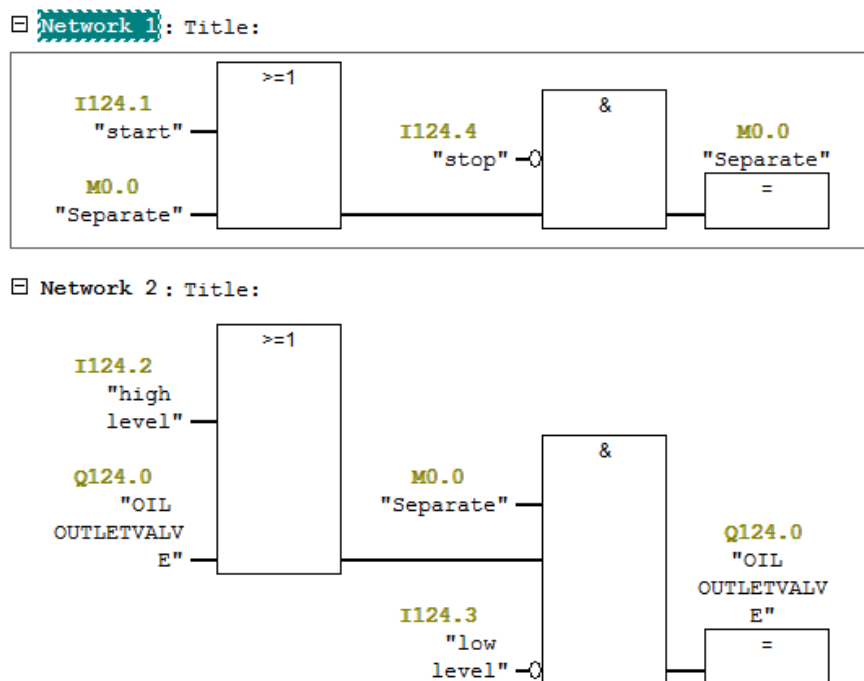 Network 1: Title:
>=1
I124.1
"start"
I124.4
"stop"
&
M0.0
"Separate"
=
M0.0
"Separate"
Network 2: Title:
>=1
I124.2
"high
level"
Q124.0
"OIL
OUTLETVALV
E"
M0.0
"Separate"
&
I124.3
"low
level"
Q124.0
"OIL
OUTLETVALV
E"
=